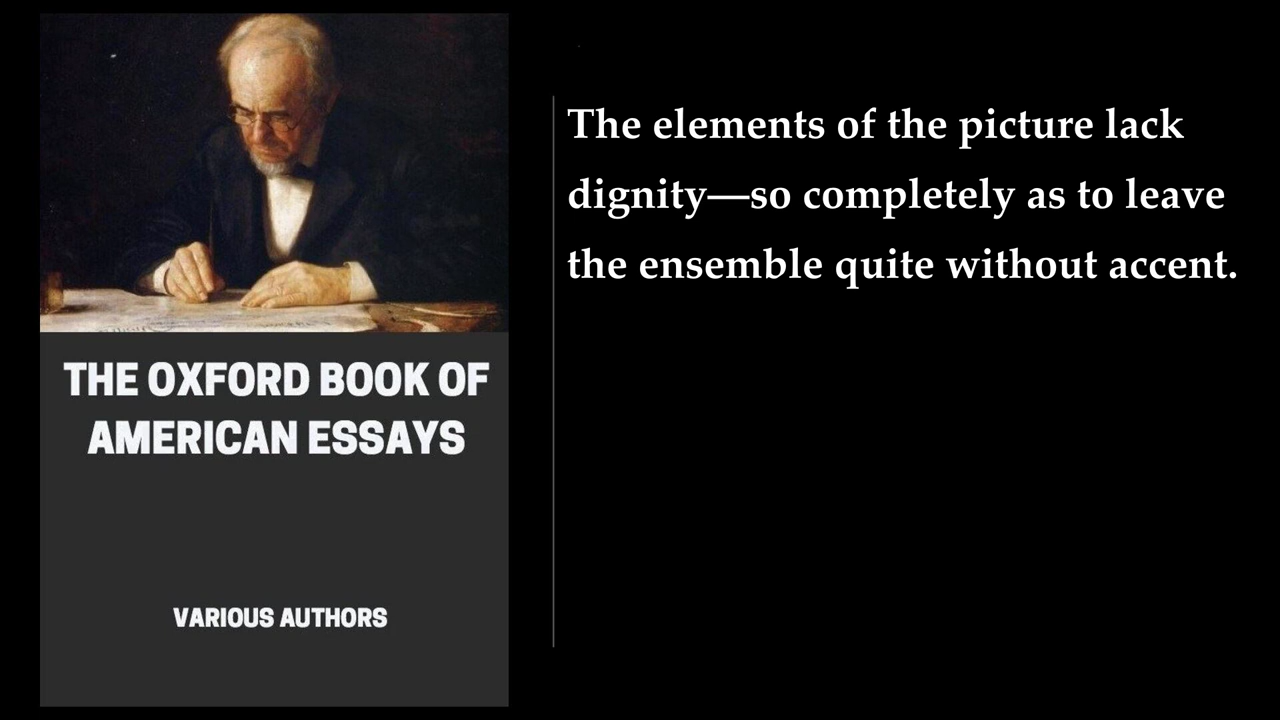 THE OXFORD BOOK OF
AMERICAN ESSAYS
VARIOUS AUTHORS
The elements of the picture lack
dignity—so completely as to leave
the ensemble quite without accent.